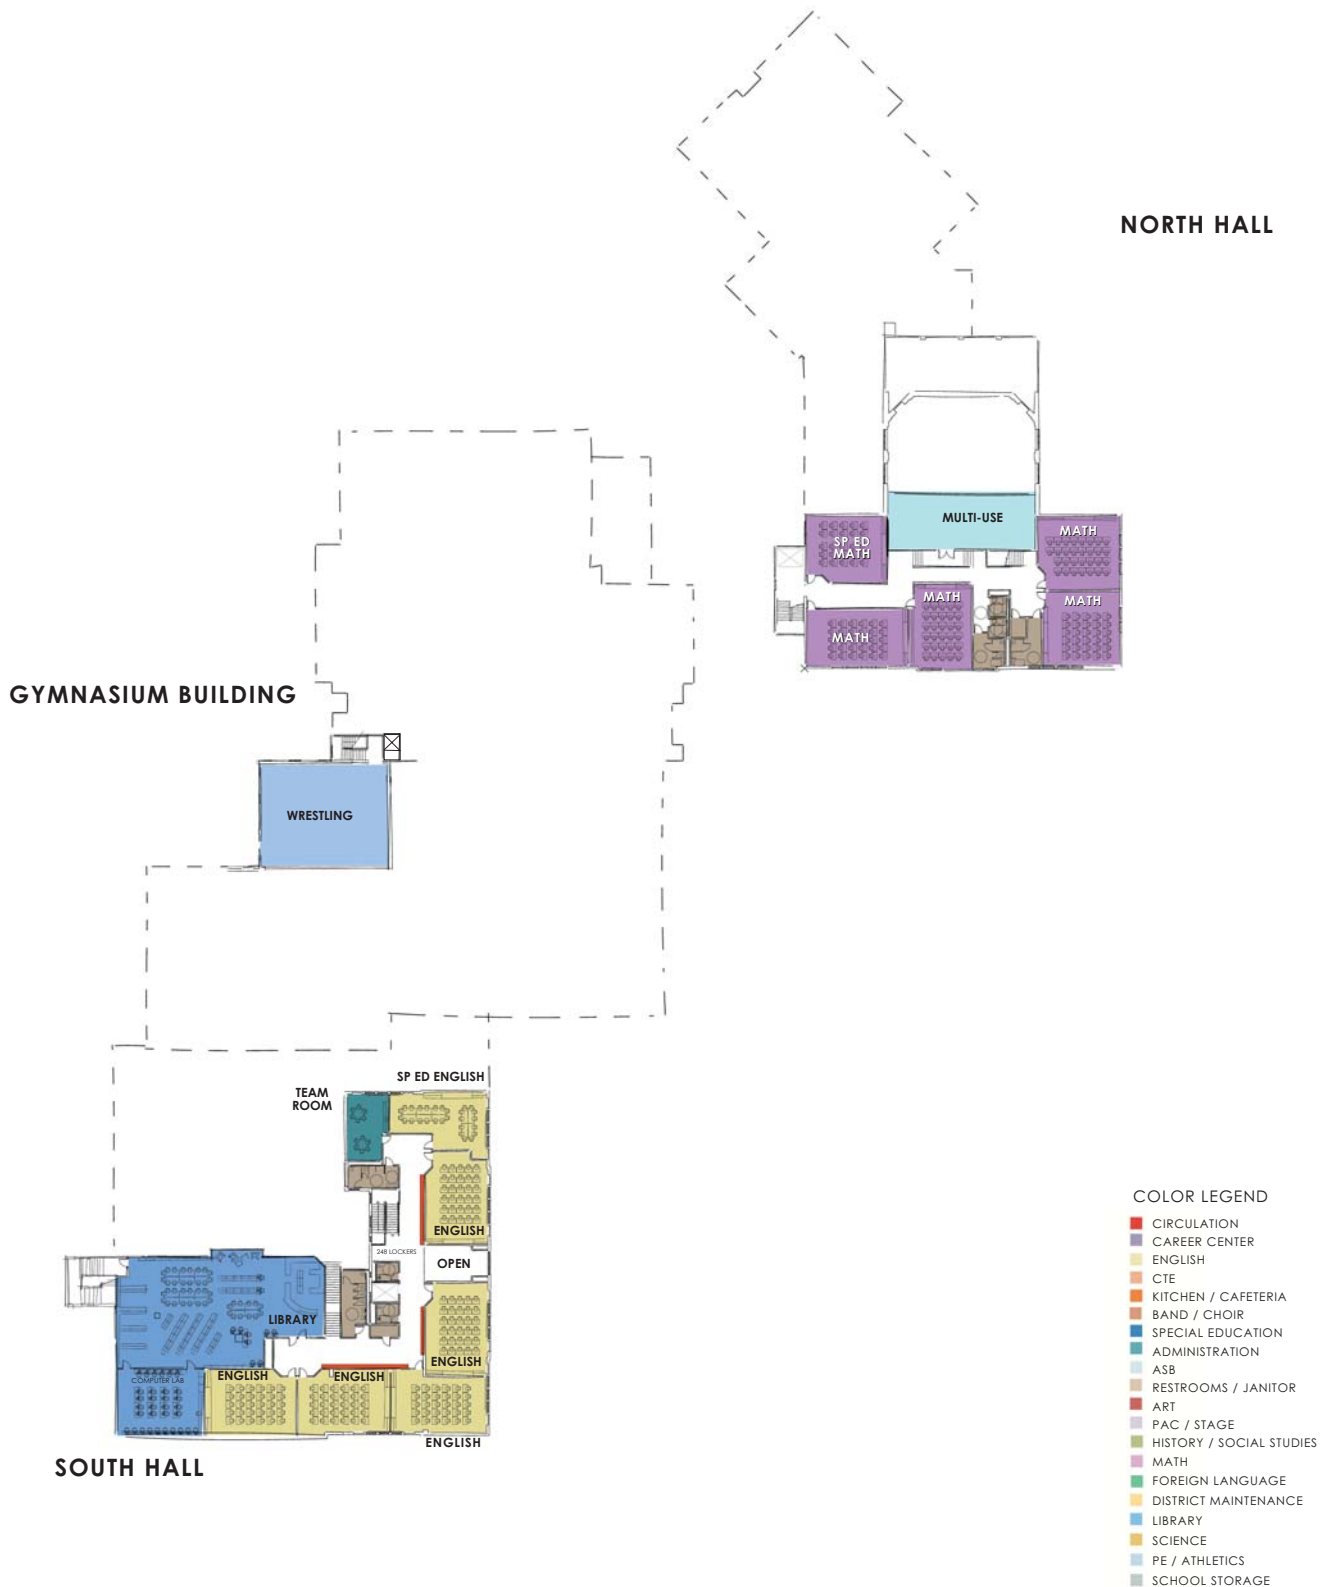 NORTH HALL
MULTI-USE
MATH
SP ED
MATH
MATH
MATH
MATH
GYMNASIUM BUILDING
WRESTLING
SP ED ENGLISH
TEAM
ROOM
ENGLISH
248 LOCKERS
OPEN
LIBRARY
ENGLISH
COMPUTER LAB
ENGLISH
ENGLISH
ENGLISH
SOUTH HALL
COLOR LEGEND
CIRCULATION
CAREER CENTER
ENGLISH
CTE
KITCHEN / CAFETERIA
BAND / CHOIR
SPECIAL EDUCATION
ADMINISTRATION
ASB
RESTROOMS / JANITOR
ART
PAC / STAGE
HISTORY / SOCIAL STUDIES
MATH
FOREIGN LANGUAGE
DISTRICT MAINTENANCE
LIBRARY
SCIENCE
PE / ATHLETICS
SCHOOL STORAGE